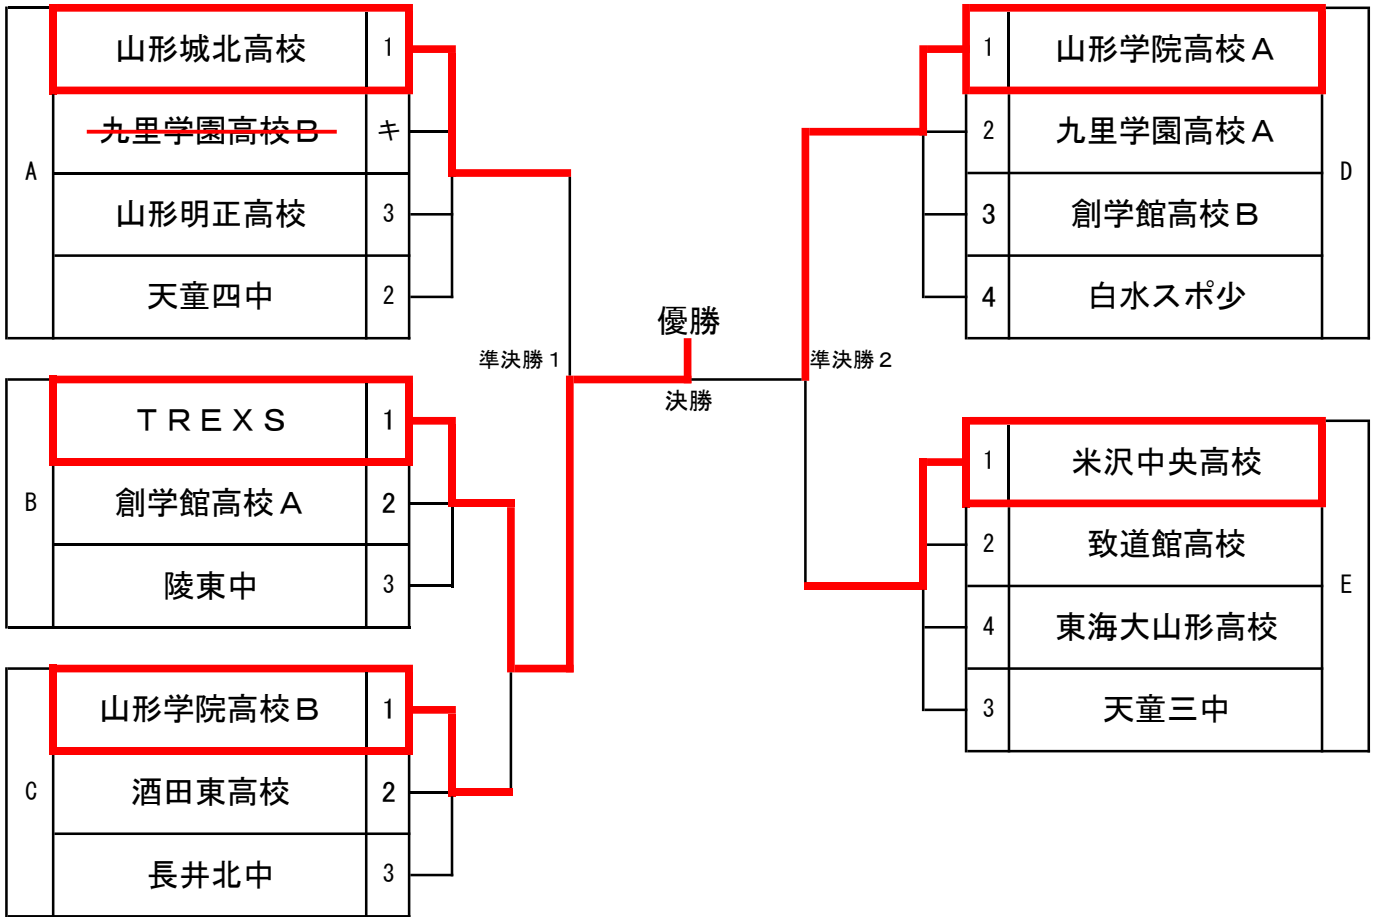 A
山形城北高校 1
九里学園高校B キ
山形明正高校 3
天童四中 2
B
TREXS 1
創学館高校A 2
陵東中 3
C
山形学院高校B 1
酒田東高校 2
長井北中 3
準決勝1
優勝
決勝
準決勝2
D
1 山形学院高校A
2 九里学園高校A
3 創学館高校B
4 白水スポ少
E
1 米沢中央高校
2 致道館高校
4 東海大山形高校
3 天童三中